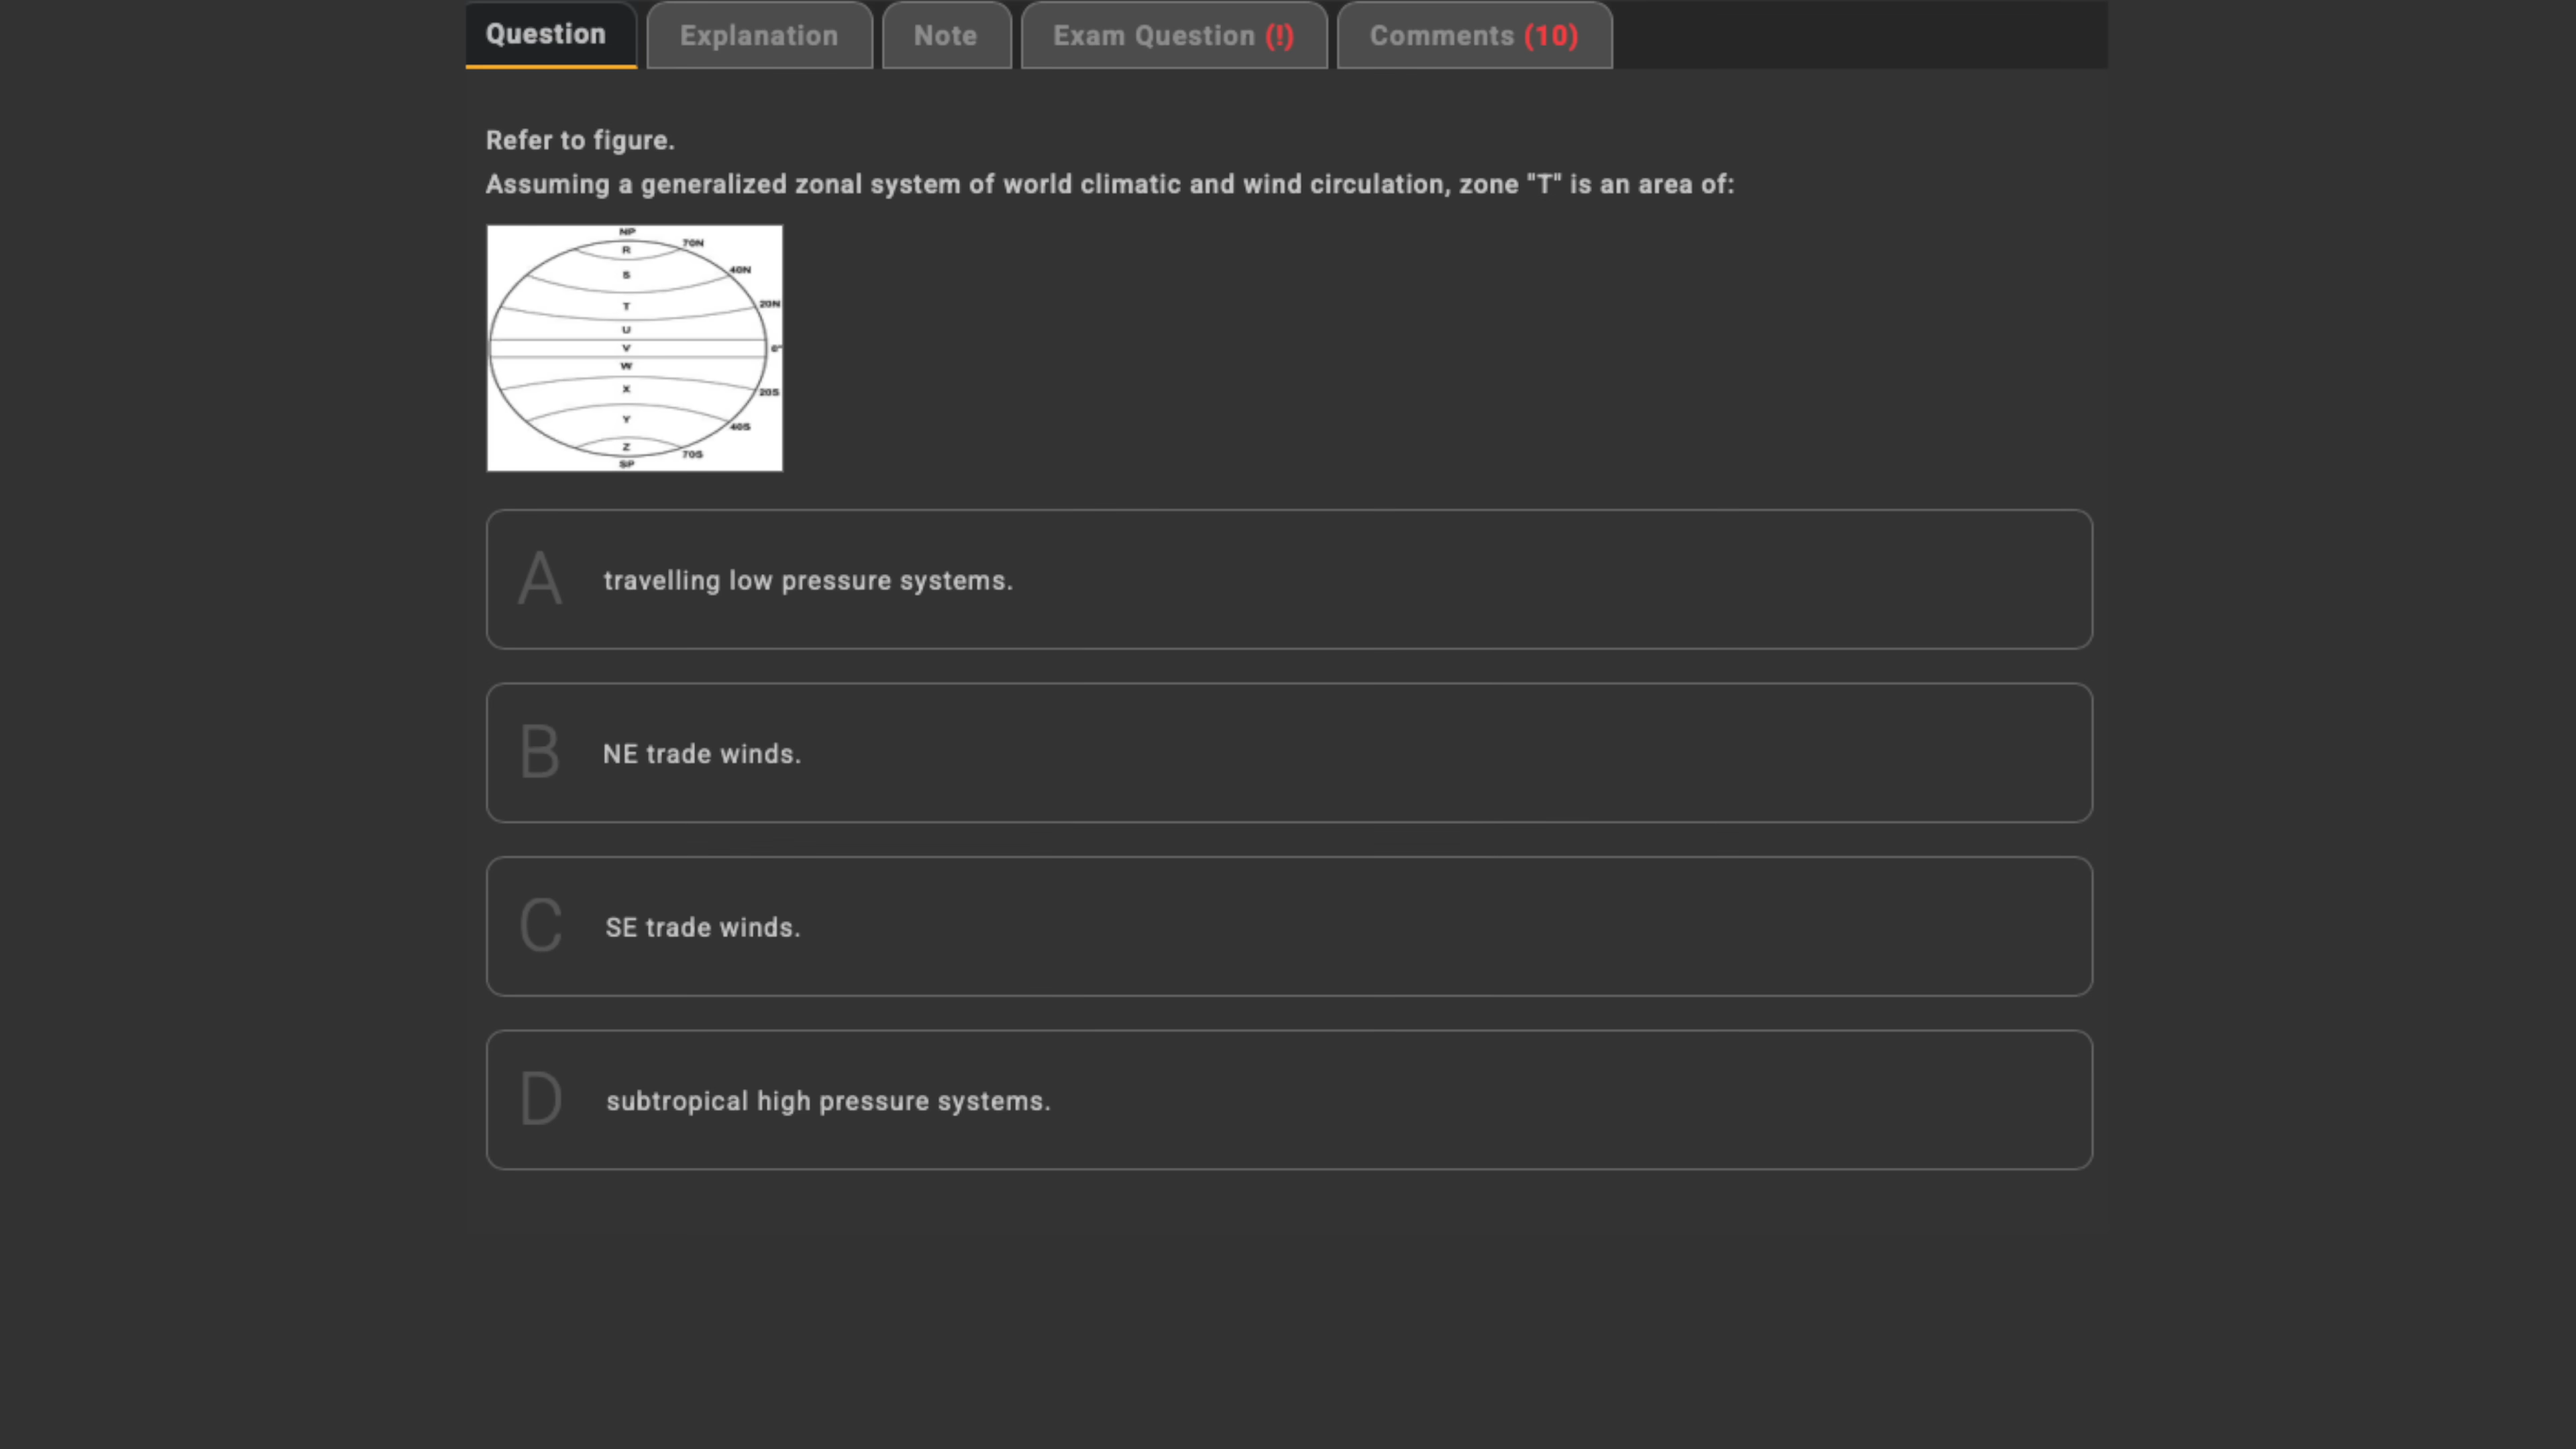 Question Explanation Note Exam Question (!) Comments (10)
Refer to figure.
Assuming a generalized zonal system of world climatic and wind circulation, zone "T" is an area of:
NP
70N
R
40N
S
20N
T
U
V
W
X
20S
Y
40S
Z
70S
SP
A travelling low pressure systems.
B NE trade winds.
C SE trade winds.
D subtropical high pressure systems.